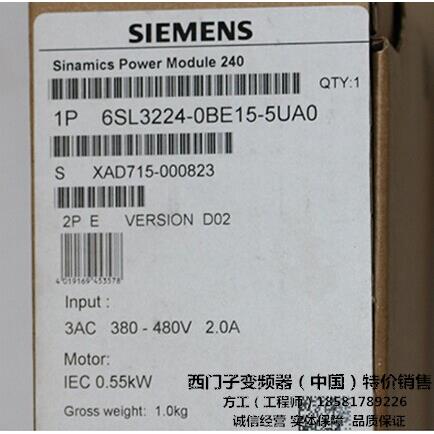 SIEMENS
Sinamics Power Module 240
QTY:1
1P 6SL3224-0BE15-5UA0
S XAD715-000823
2P E VERSION D02
4 019169 453578
Input :
3AC 380 - 480V 2.0A
Motor:
IEC 0.55kW
Gross weight: 1.0kg
西门子变频器（中国）特价销售
方工（工程师）18581789226
诚信经营 实体保障 品质保证